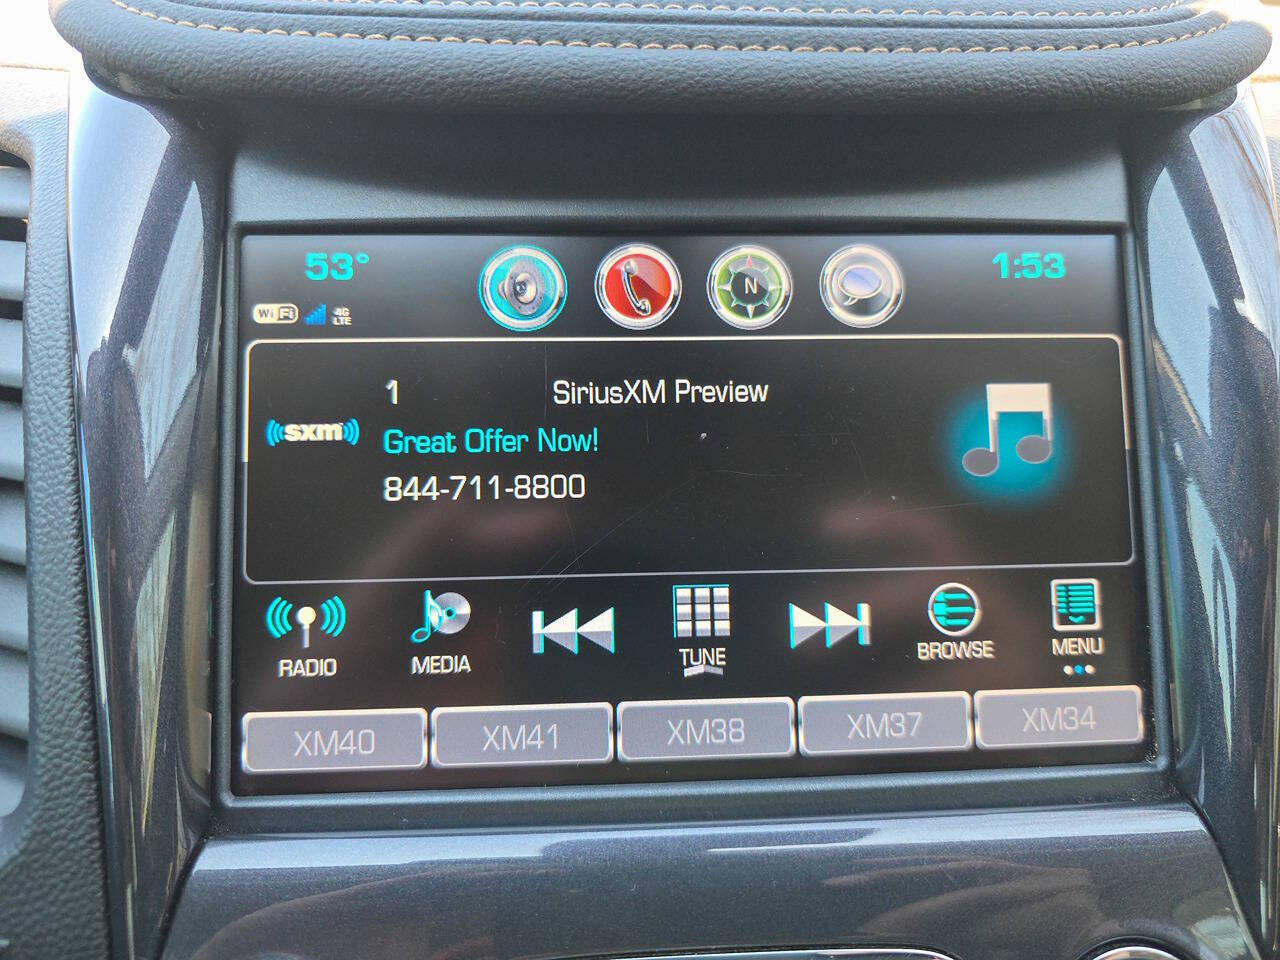 53°
1:53
WiFi
4G
LTE
N
1
SiriusXM Preview
((sxm))
Great Offer Now!
844-711-8800
RADIO
MEDIA
TUNE
BROWSE
MENU
XM40
XM41
XM38
XM37
XM34